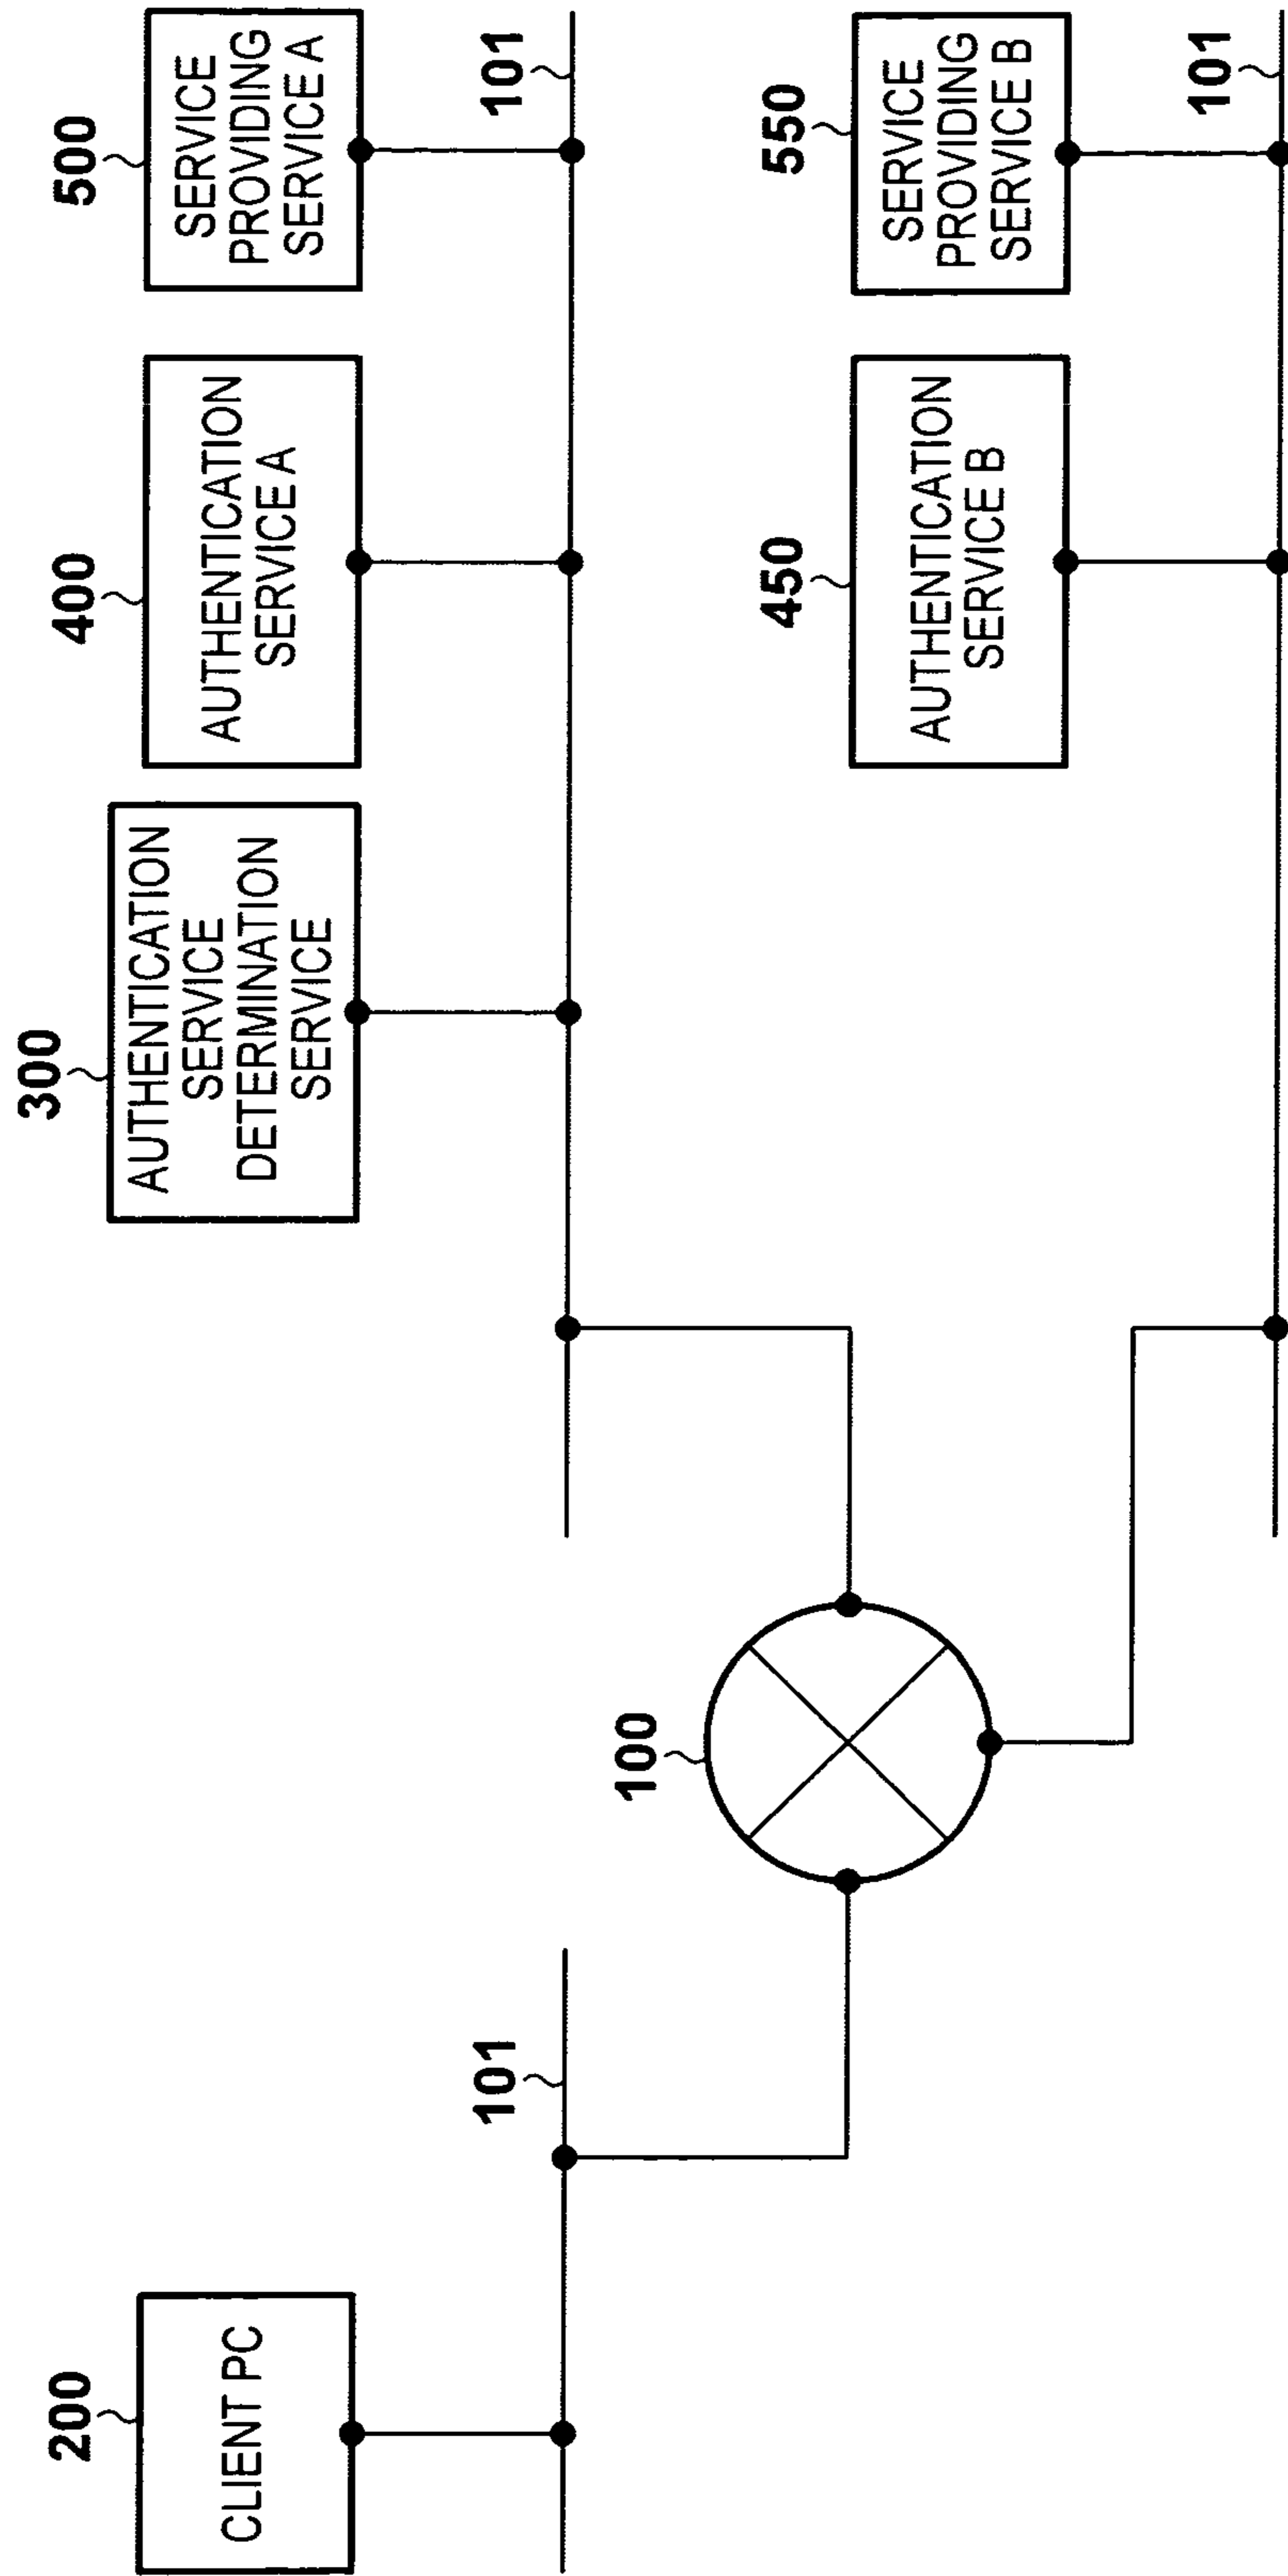 200
CLIENT PC
101
100
300
AUTHENTICATION
SERVICE
DETERMINATION
SERVICE
400
AUTHENTICATION
SERVICE A
500
SERVICE
PROVIDING
SERVICE A
101
450
AUTHENTICATION
SERVICE B
550
SERVICE
PROVIDING
SERVICE B
101